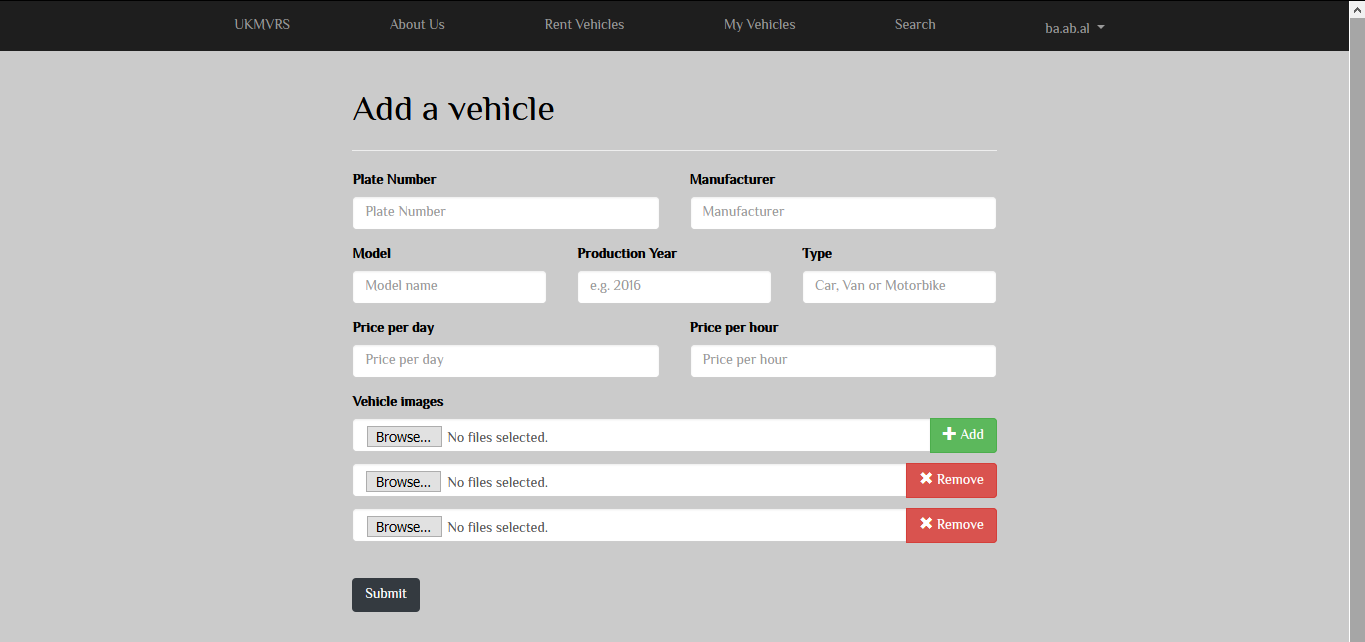 UKMVRS About Us Rent Vehicles My Vehicles Search ba.ab.al
Add a vehicle
Plate Number Manufacturer
Plate Number Manufacturer
Model Production Year Type
Model name e.g. 2016 Car, Van or Motorbike
Price per day Price per hour
Price per day Price per hour
Vehicle images
Browse... No files selected. Add
Browse... No files selected. Remove
Browse... No files selected. Remove
Submit